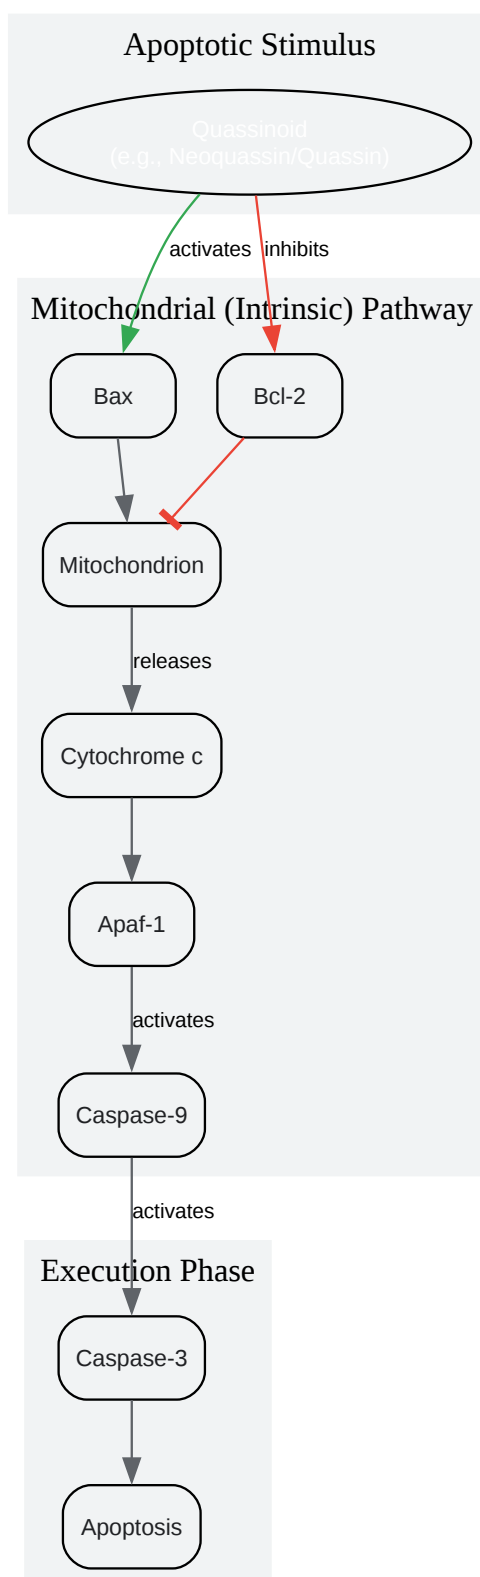 Apoptotic Stimulus
Quassinoid
(e.g., Neoquassin/Quassin)
activates
inhibits
Mitochondrial (Intrinsic) Pathway
Bax
Bcl-2
Mitochondrion
releases
Cytochrome c
Apaf-1
activates
Caspase-9
activates
Execution Phase
Caspase-3
Apoptosis